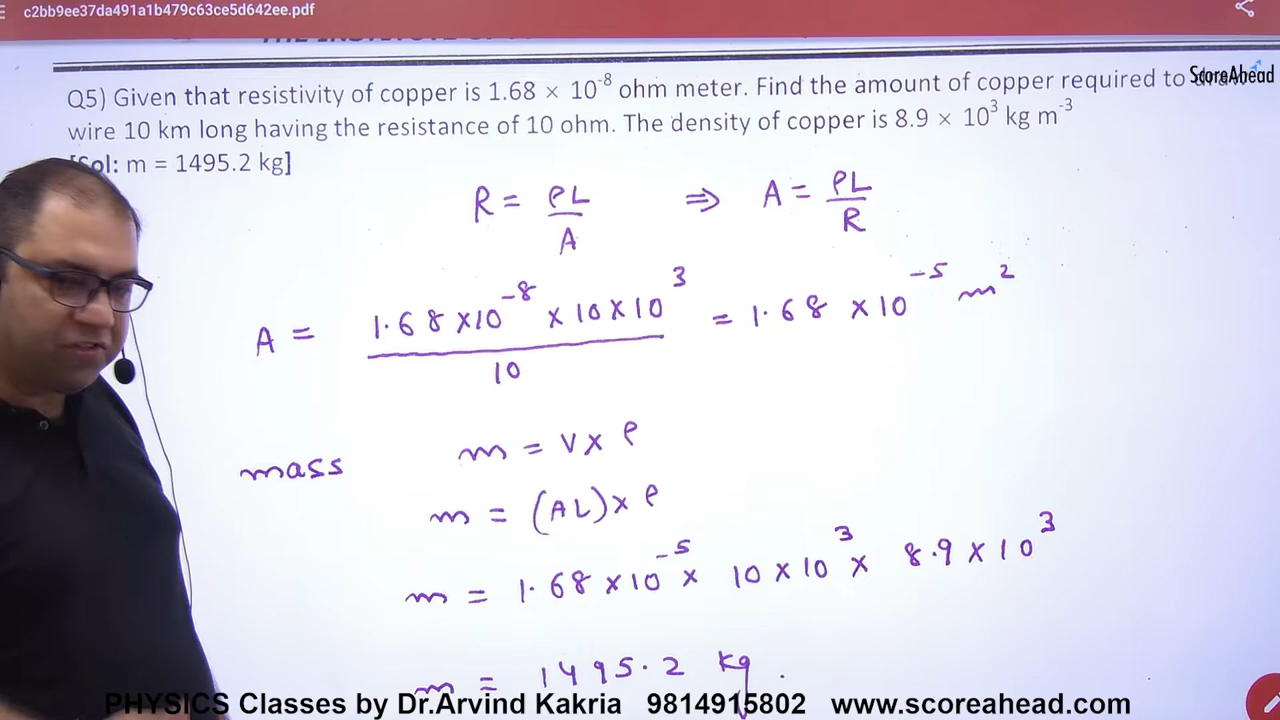 c2bb9ee37da491a1b479c63ce5d642ee.pdf
ScoreAhead
Q5) Given that resistivity of copper is 1.68 × 10⁻⁸ ohm meter. Find the amount of copper required to
wire 10 km long having the resistance of 10 ohm. The density of copper is 8.9 × 10³ kg m⁻³
[Sol: m = 1495.2 kg]
R = ρL/A ⇒ A = ρL/R
A = 1.68 × 10⁻⁸ × 10 × 10³ / 10 = 1.68 × 10⁻⁵ m²
mass m = V × ρ
m = (AL) × ρ
m = 1.68 × 10⁻⁵ × 10 × 10³ × 8.9 × 10³
m = 1495.2 kg.
PHYSICS Classes by Dr.Arvind Kakria 9814915802 www.scoreahead.com